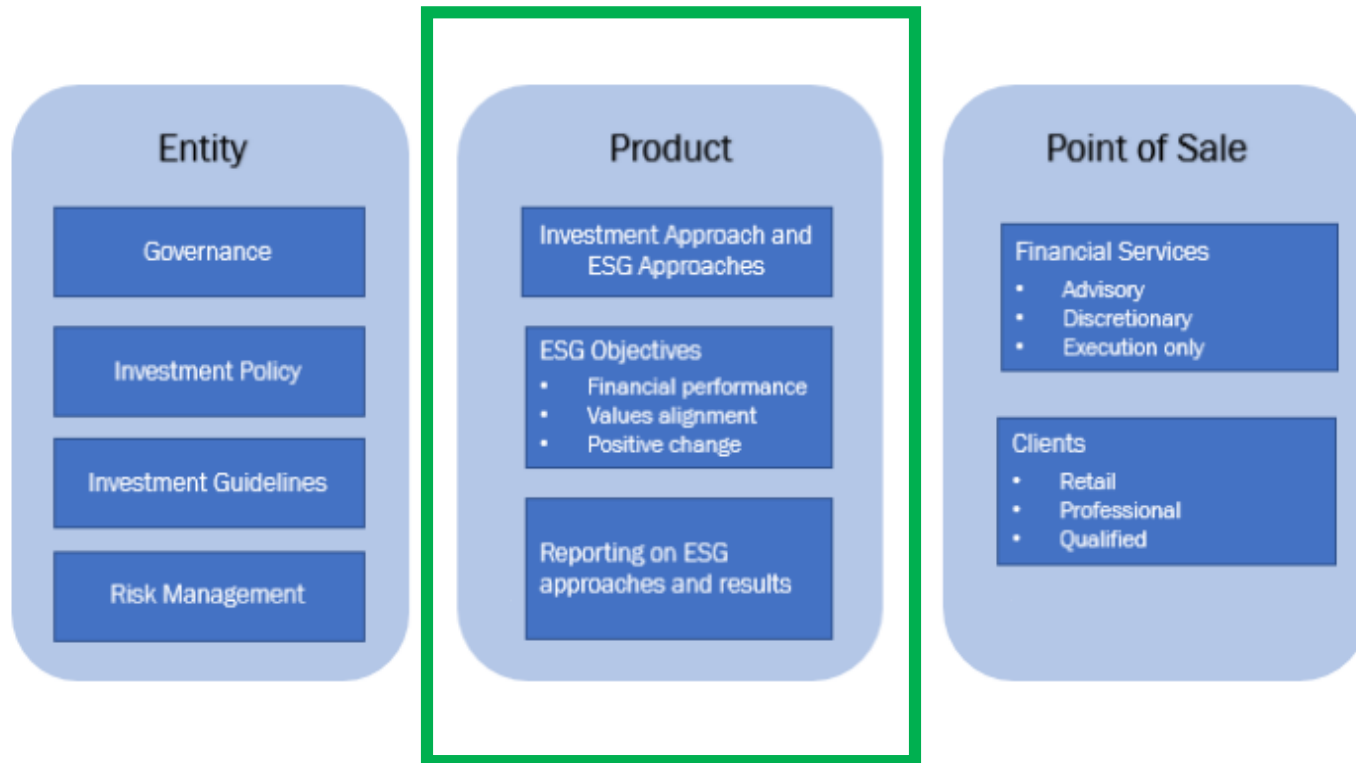 Entity
Governance
Investment Policy
Investment Guidelines
Risk Management
Product
Investment Approach and
ESG Approaches
ESG Objectives
• Financial performance
• Values alignment
• Positive change
Reporting on ESG
approaches and results
Point of Sale
Financial Services
• Advisory
• Discretionary
• Execution only
Clients
• Retail
• Professional
• Qualified